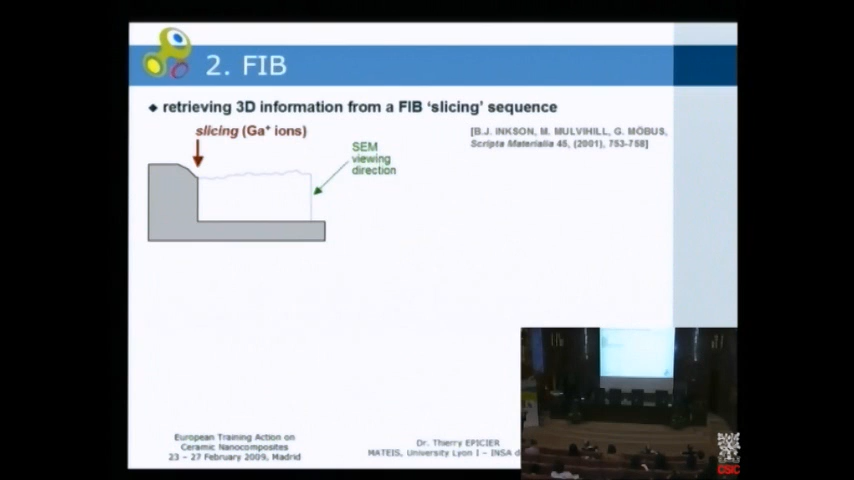 2. FIB
retrieving 3D information from a FIB ‘slicing’ sequence
slicing (Ga⁺ ions)
[B.J. INKSON, M. MULVIHILL, G. MÖBUS,
Scripta Materialia 45, (2001), 753-758]
SEM
viewing
direction
European Training Action on
Ceramic Nanocomposites
23 – 27 February 2009, Madrid
Dr. Thierry EPICIER
MATEIS, University Lyon I – INSA d
CSIC